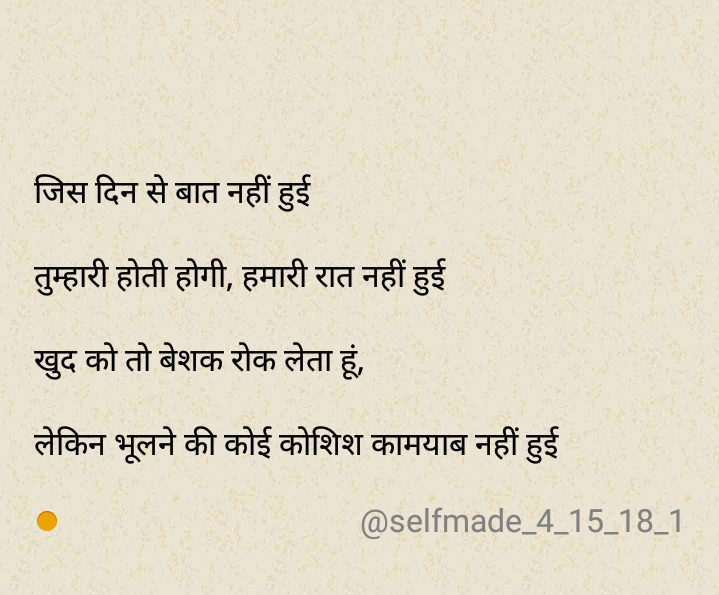 जिस दिन से बात नहीं हुई
तुम्हारी होती होगी, हमारी रात नहीं हुई
खुद को तो बेशक रोक लेता हूं,
लेकिन भूलने की कोई कोशिश कामयाब नहीं हुई
@selfmade_4_15_18_1